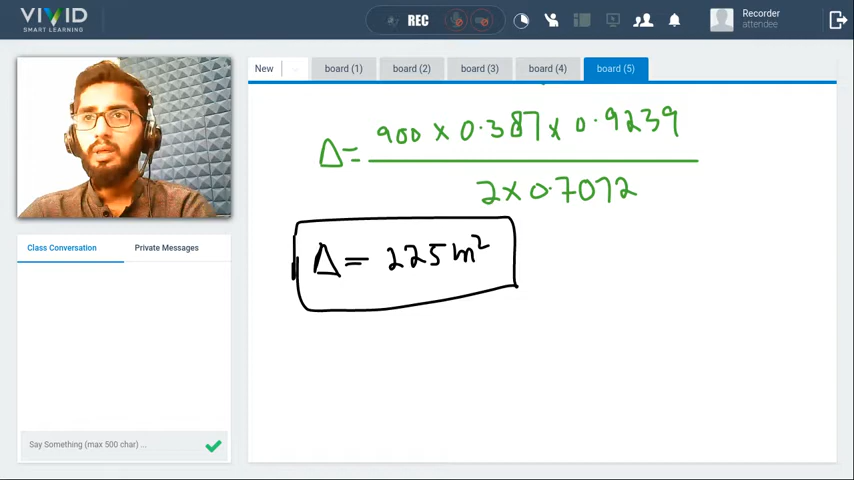 VIVID
SMART LEARNING
REC
Recorder
attendee
New
board (1)
board (2)
board (3)
board (4)
board (5)
Δ= 900 x 0.387 x 0.9239
2 x 0.7072
Δ = 225 m²
Class Conversation
Private Messages
Say Something (max 500 char) ...